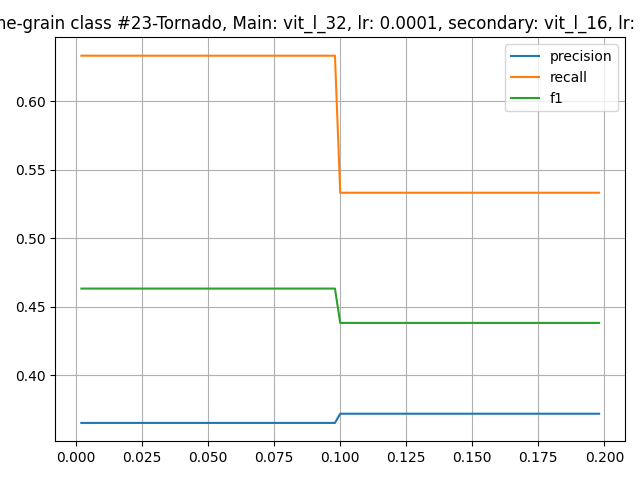 ne-grain class #23-Tornado, Main: vit_l_32, lr: 0.0001, secondary: vit_l_16, lr:
precision
recall
f1
0.60
0.55
0.50
0.45
0.40
0.000 0.025 0.050 0.075 0.100 0.125 0.150 0.175 0.200